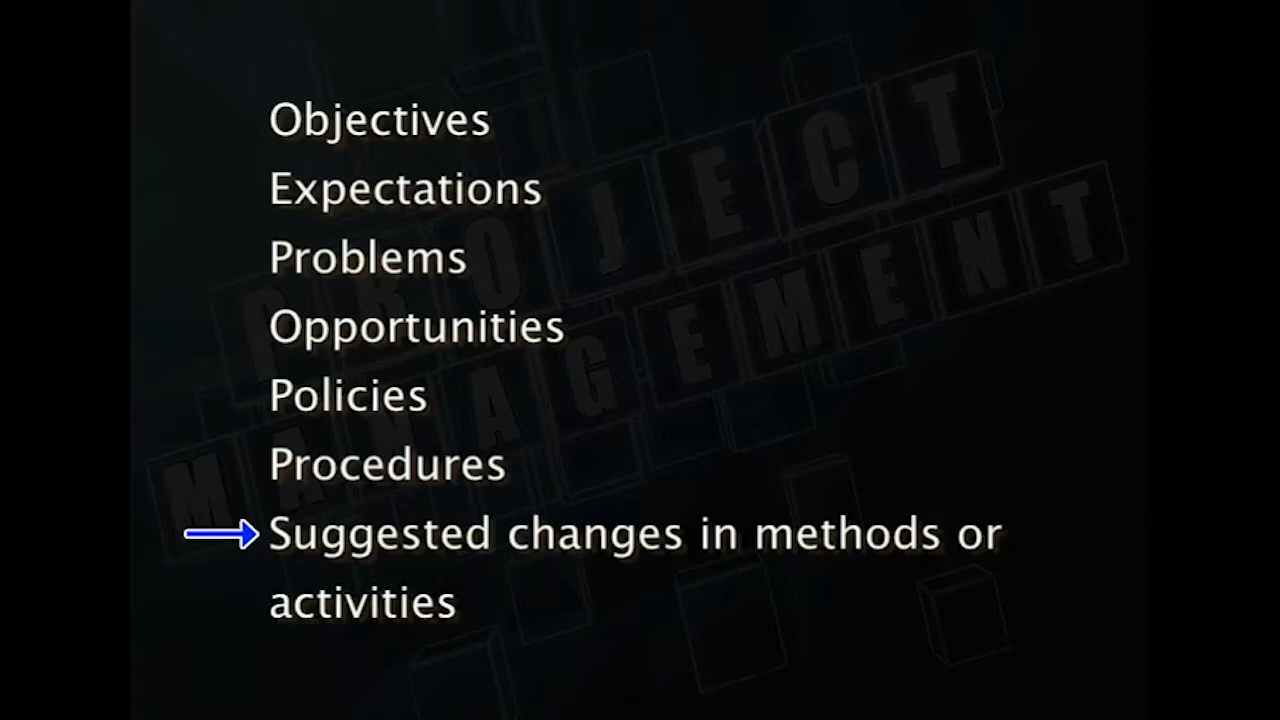 Objectives
Expectations
Problems
Opportunities
Policies
Procedures
Suggested changes in methods or
activities
PROJECT
MANAGEMENT